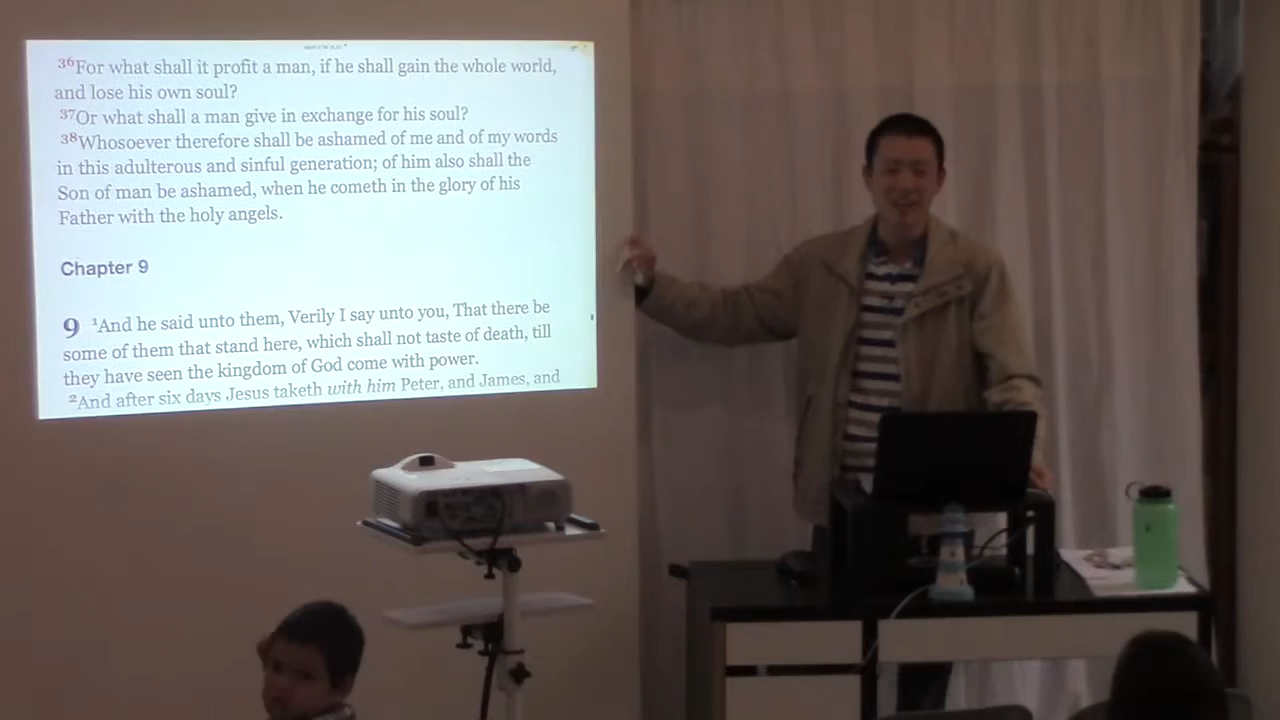 36For what shall it profit a man, if he shall gain the whole world,
and lose his own soul?
37Or what shall a man give in exchange for his soul?
38Whosoever therefore shall be ashamed of me and of my words
in this adulterous and sinful generation; of him also shall the
Son of man be ashamed, when he cometh in the glory of his
Father with the holy angels.
Chapter 9
9 1And he said unto them, Verily I say unto you, That there be
some of them that stand here, which shall not taste of death, till
they have seen the kingdom of God come with power.
2And after six days Jesus taketh with him Peter, and James, and